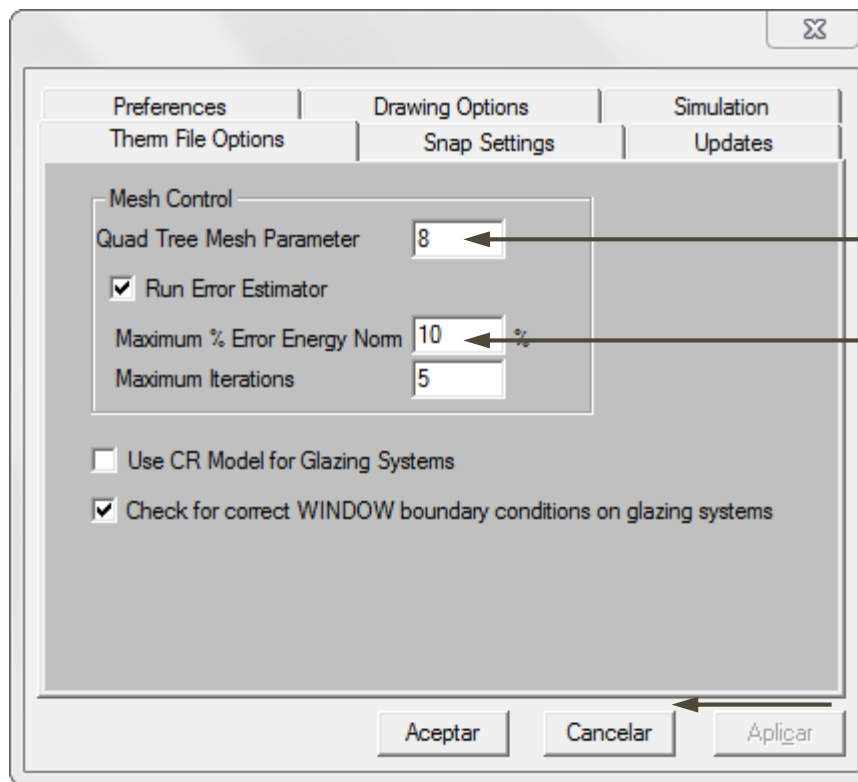 Preferences Drawing Options Simulation
Therm File Options Snap Settings Updates
Mesh Control
Quad Tree Mesh Parameter 8
Run Error Estimator
Maximum % Error Energy Norm 10 %
Maximum Iterations 5
Use CR Model for Glazing Systems
Check for correct WINDOW boundary conditions on glazing systems
Aceptar Cancelar Aplicar